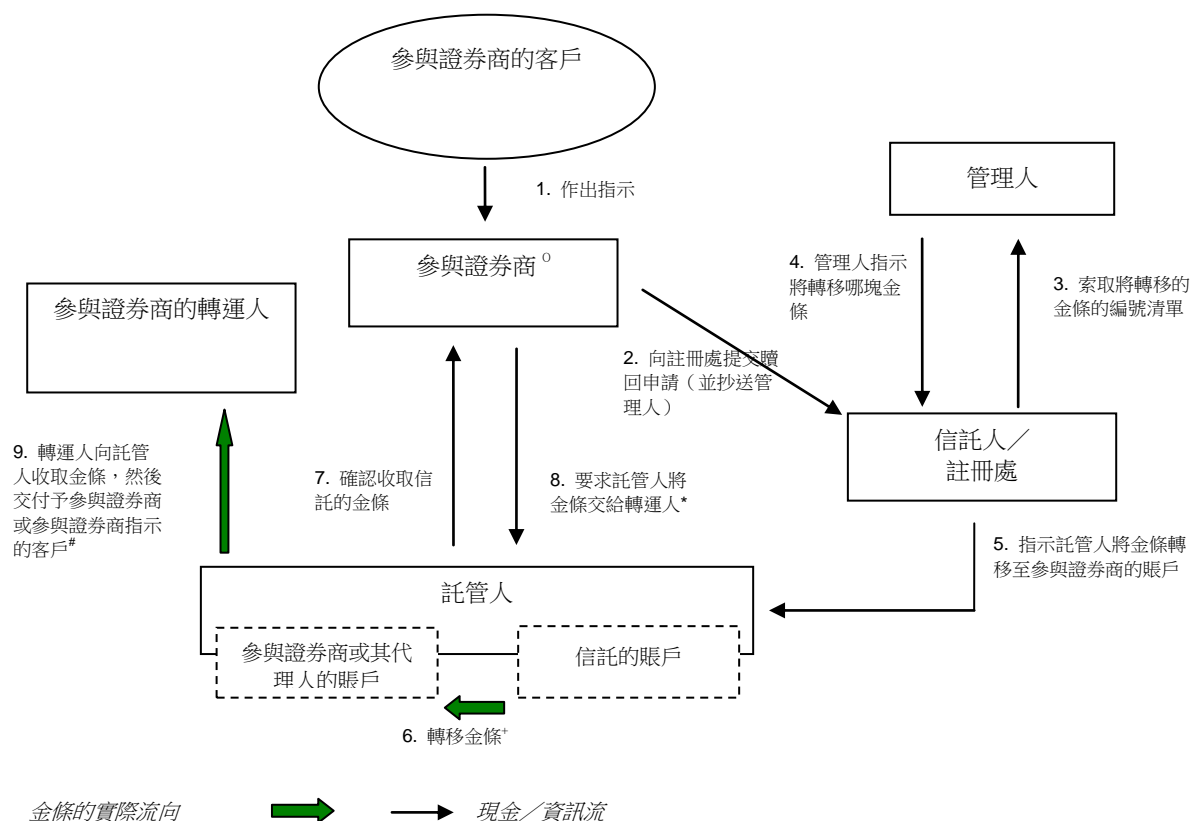 參與證券商的客戶
1. 作出指示
管理人
參與證券商⁰
4. 管理人指示
將轉移哪塊金
條
3. 索取將轉移的
金條的編號清單
參與證券商的轉運人
2. 向註冊處提交贖
回申請（並抄送管
理人）
信託人／
註冊處
9. 轉運人向託管
人收取金條，然後
交付予參與證券商
或參與證券商指示
的客戶#
7. 確認收取信
託的金條
8. 要求託管人將
金條交給轉運人*
5. 指示託管人將金條轉
移至參與證券商的賬戶
託管人
參與證券商或其代
理人的賬戶
信託的賬戶
6. 轉移金條⁺
金條的實際流向
現金／資訊流